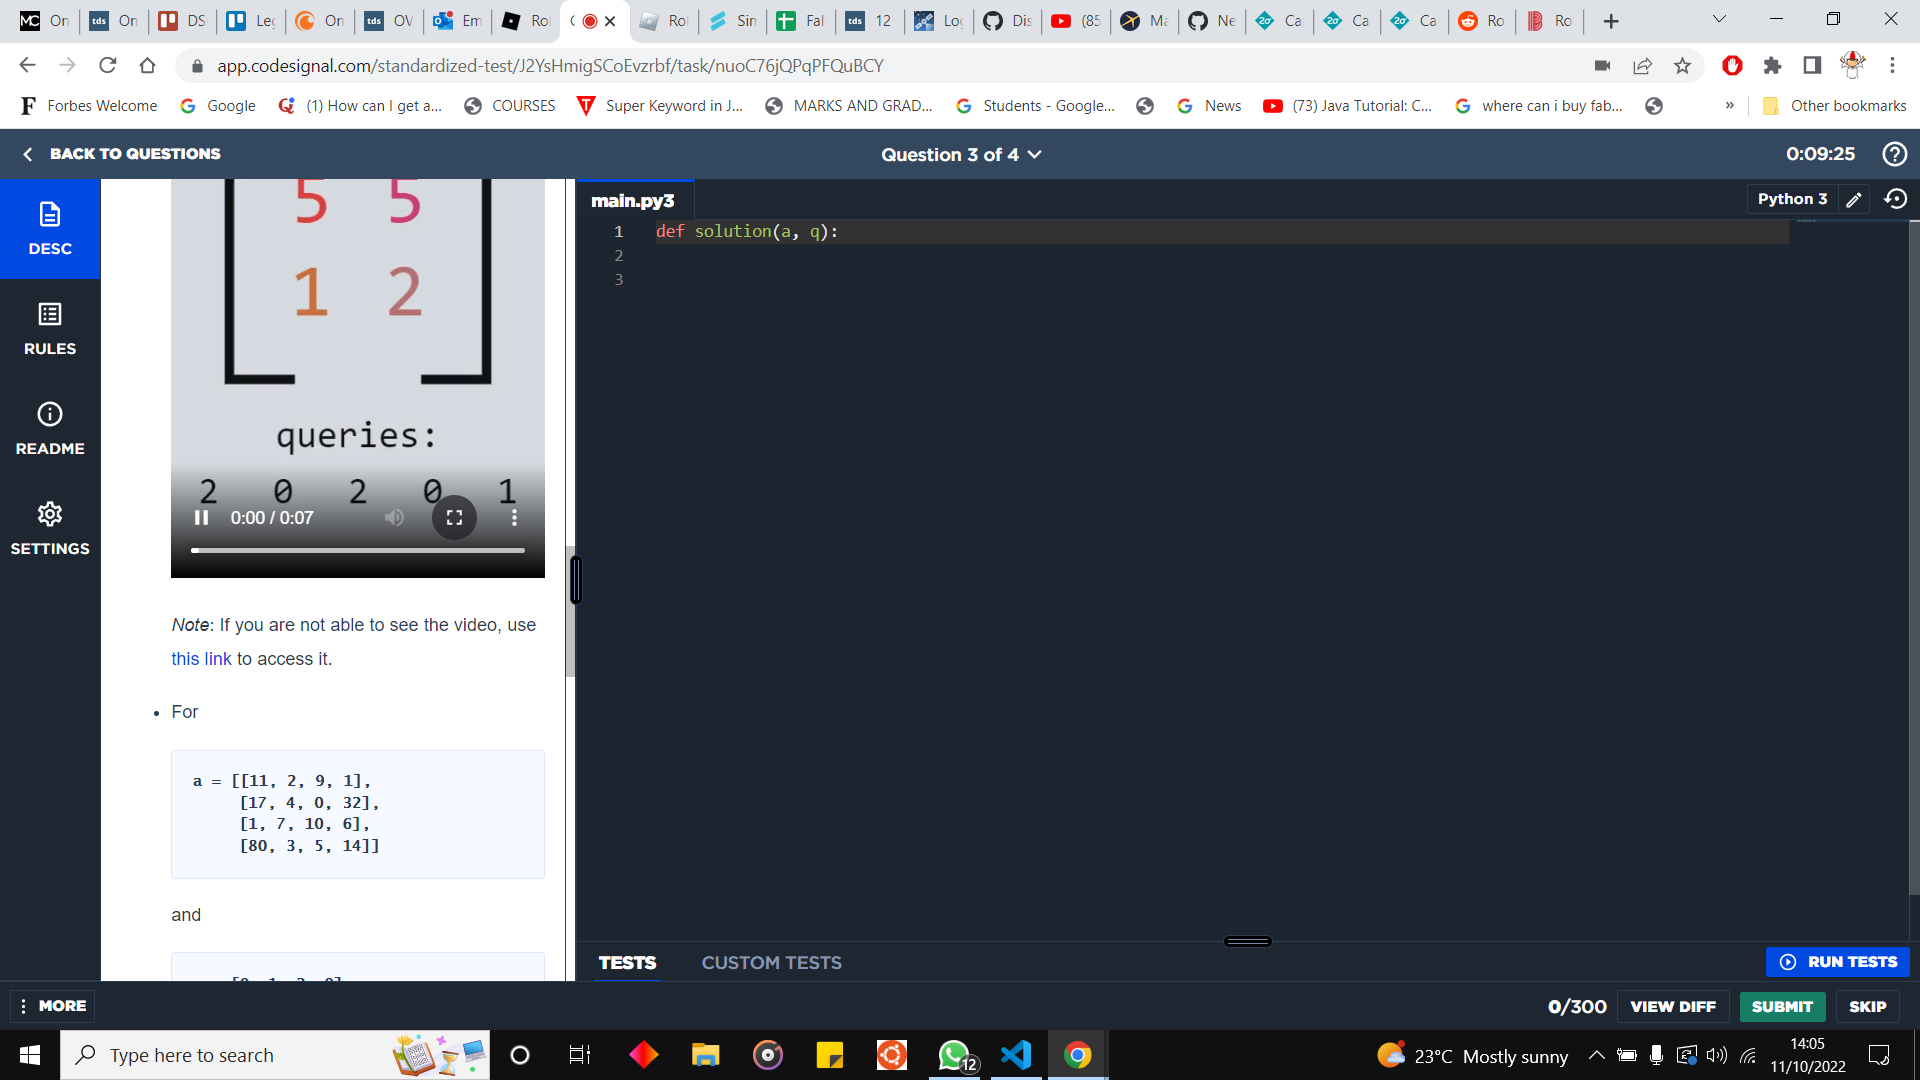 On
On
DS
Leg
On
OV
Em
Rol
Rol
Sin
Fal
12
Log
Dis
(85
Ma
Ne
Ca
Ca
Ca
Ro
Ro
app.codesignal.com/standardized-test/J2YsHmigSCoEvzrbf/task/nuoC76jQPqPFQuBCY
Forbes Welcome
Google
(1) How can I get a...
COURSES
Super Keyword in J...
MARKS AND GRAD...
Students - Google...
News
(73) Java Tutorial: C...
where can i buy fab...
»
Other bookmarks
BACK TO QUESTIONS
Question 3 of 4
0:09:25
DESC
RULES
README
SETTINGS
5 5
1 2
queries:
2 0 2 0 1
0:00 / 0:07
Note: If you are not able to see the video, use
this link to access it.
• For
a = [[11, 2, 9, 1],
[17, 4, 0, 32],
[1, 7, 10, 6],
[80, 3, 5, 14]]
and
main.py3
Python 3
1 def solution(a, q):
2
3
TESTS
CUSTOM TESTS
RUN TESTS
MORE
0/300
VIEW DIFF
SUBMIT
SKIP
Type here to search
12
23°C Mostly sunny
14:05
11/10/2022